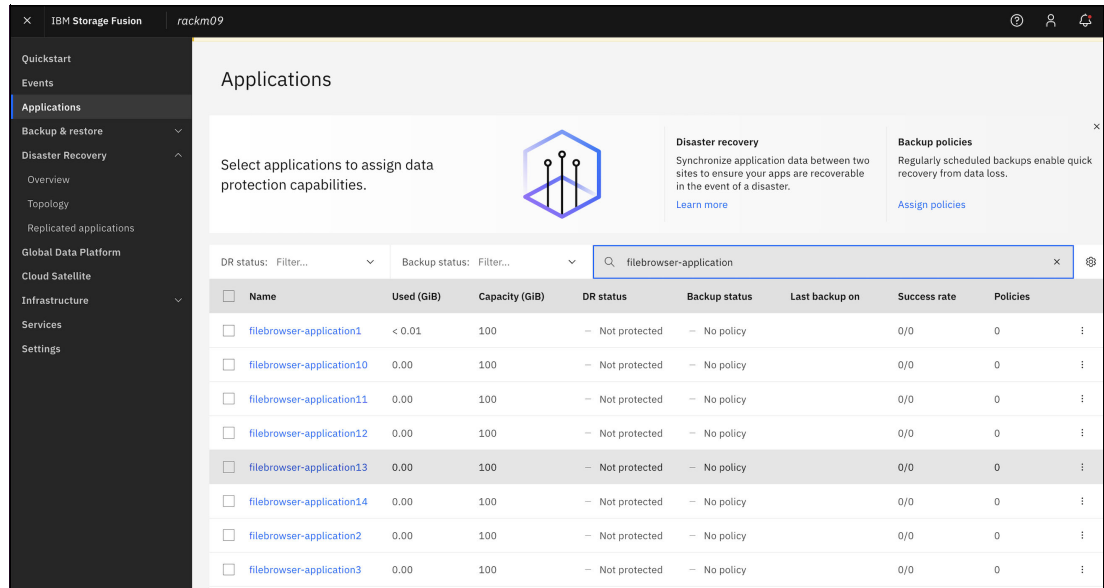 IBM Storage Fusion rackm09
Quickstart
Events
Applications
Backup & restore
Disaster Recovery
Overview
Topology
Replicated applications
Global Data Platform
Cloud Satellite
Infrastructure
Services
Settings
Applications
Select applications to assign data
protection capabilities.
Disaster recovery
Synchronize application data between two
sites to ensure your apps are recoverable
in the event of a disaster.
Learn more
Backup policies
Regularly scheduled backups enable quick
recovery from data loss.
Assign policies
DR status: Filter... Backup status: Filter... filebrowser-application
Name Used (GiB) Capacity (GiB) DR status Backup status Last backup on Success rate Policies
filebrowser-application1 < 0.01 100 – Not protected – No policy 0/0 0
filebrowser-application10 0.00 100 – Not protected – No policy 0/0 0
filebrowser-application11 0.00 100 – Not protected – No policy 0/0 0
filebrowser-application12 0.00 100 – Not protected – No policy 0/0 0
filebrowser-application13 0.00 100 – Not protected – No policy 0/0 0
filebrowser-application14 0.00 100 – Not protected – No policy 0/0 0
filebrowser-application2 0.00 100 – Not protected – No policy 0/0 0
filebrowser-application3 0.00 100 – Not protected – No policy 0/0 0